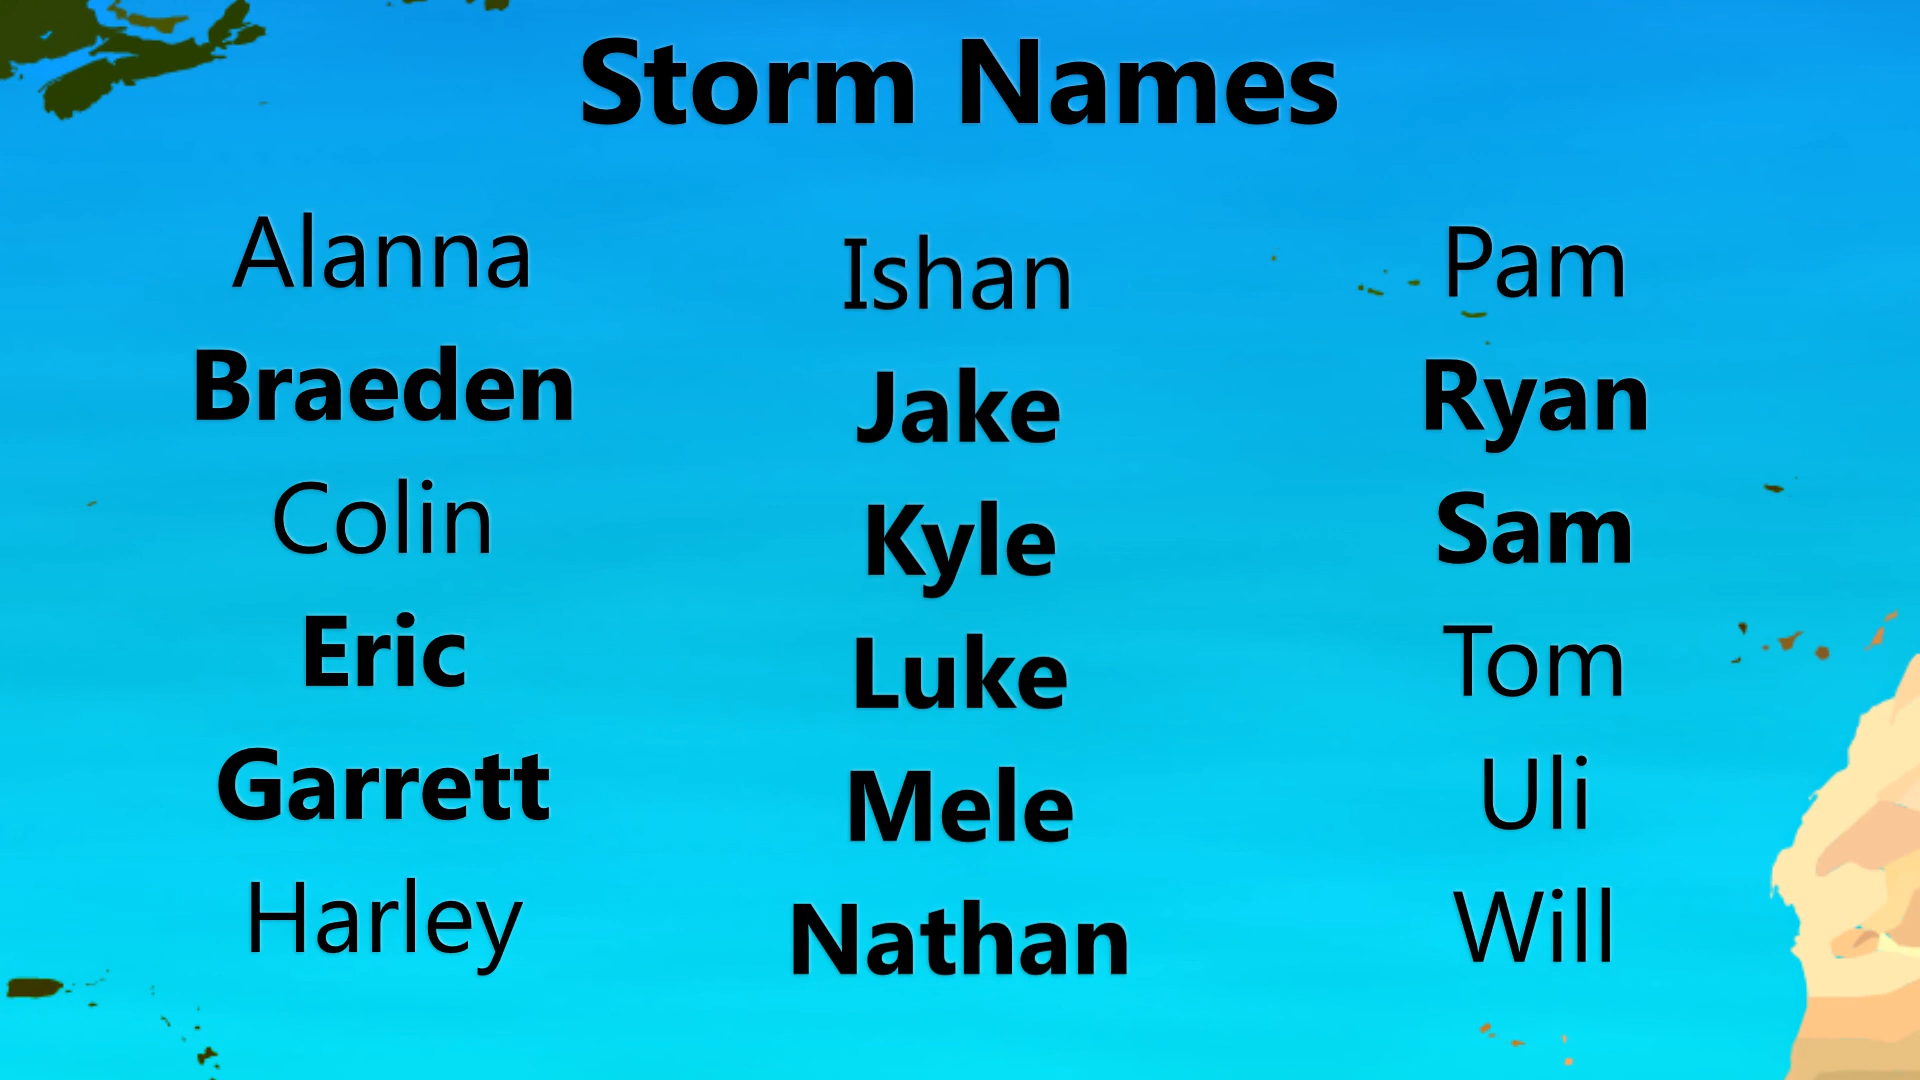 Storm Names
Alanna
Braeden
Colin
Eric
Garrett
Harley
Ishan
Jake
Kyle
Luke
Mele
Nathan
Pam
Ryan
Sam
Tom
Uli
Will